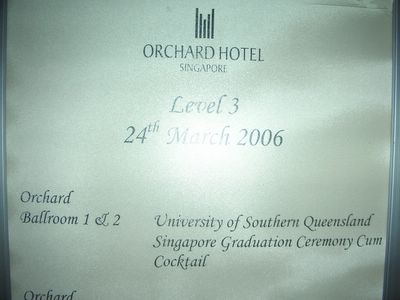 ORCHARD HOTEL
SINGAPORE
Level 3
24th March 2006
Orchard
Ballroom 1 & 2
University of Southern Queensland
Singapore Graduation Ceremony Cum
Cocktail
Orchard